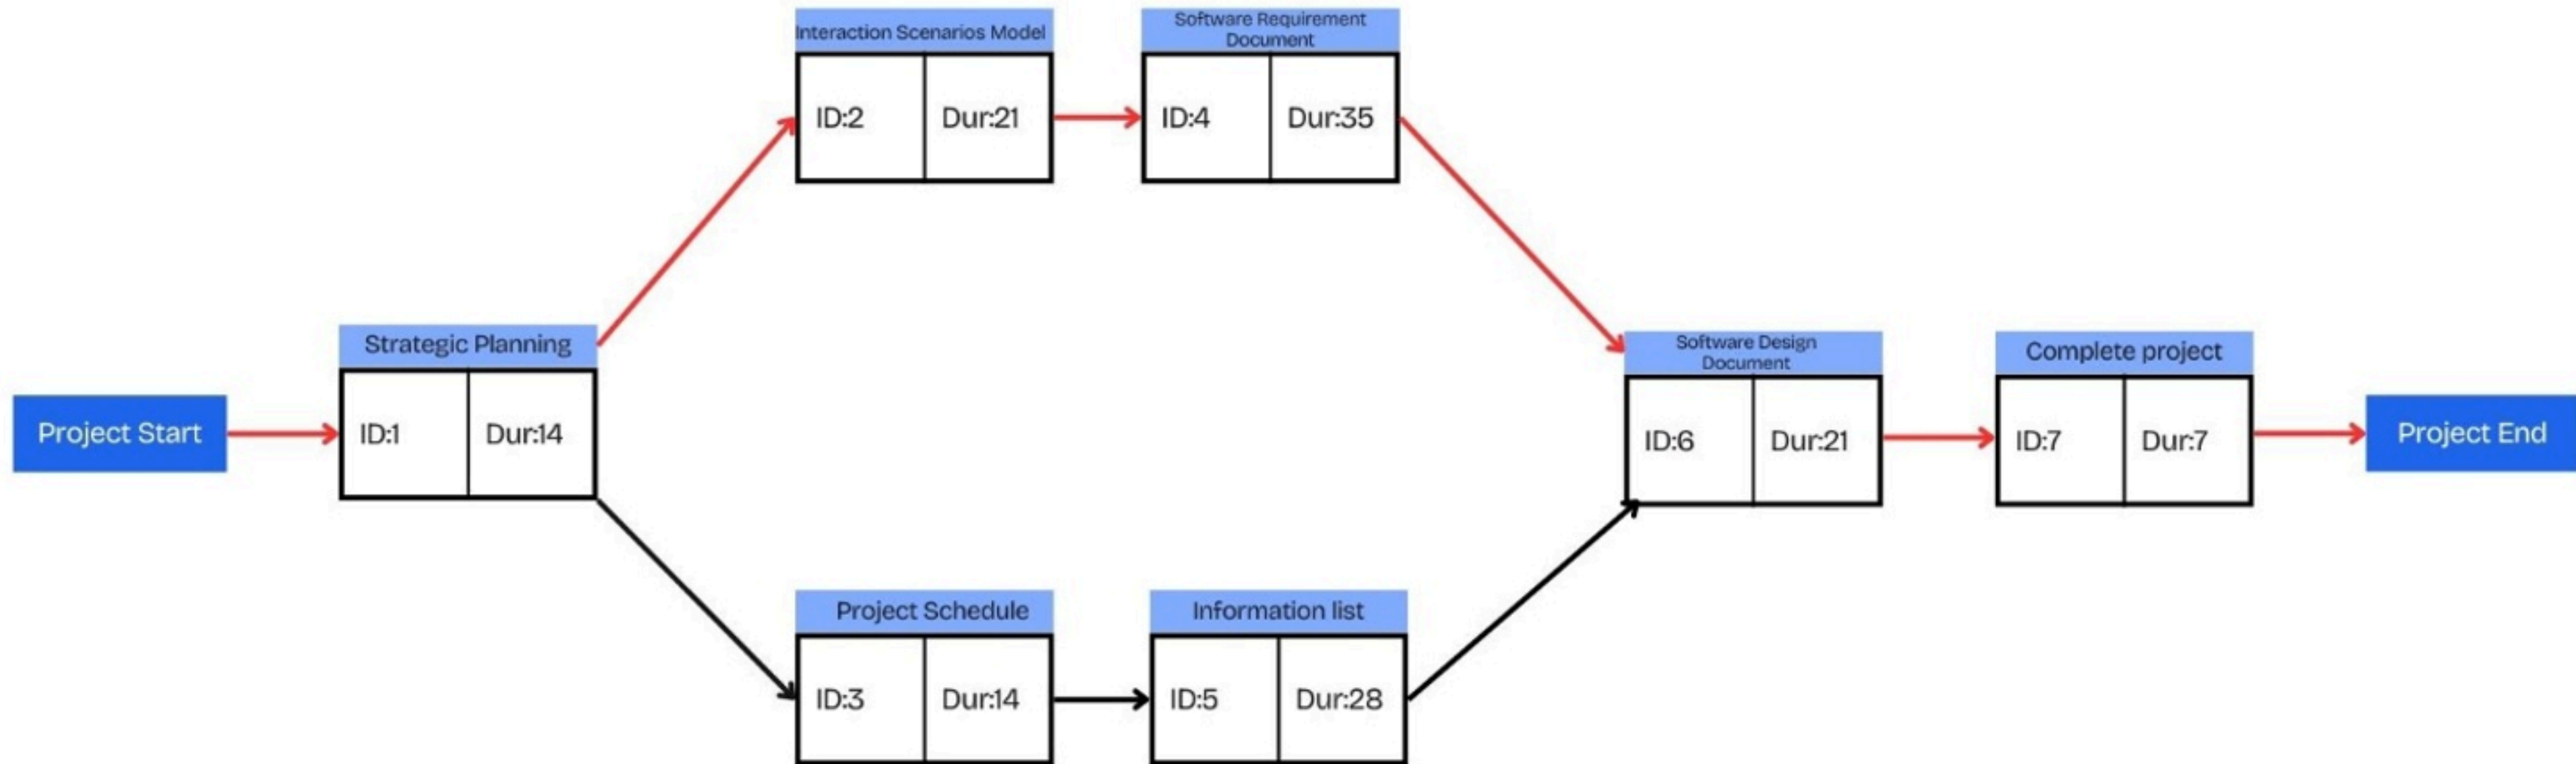 Interaction Scenarios Model
ID:2
Dur:21
Software Requirement
Document
ID:4
Dur:35
Project Start
Strategic Planning
ID:1
Dur:14
Software Design
Document
ID:6
Dur:21
Complete project
ID:7
Dur:7
Project End
Project Schedule
ID:3
Dur:14
Information list
ID:5
Dur:28